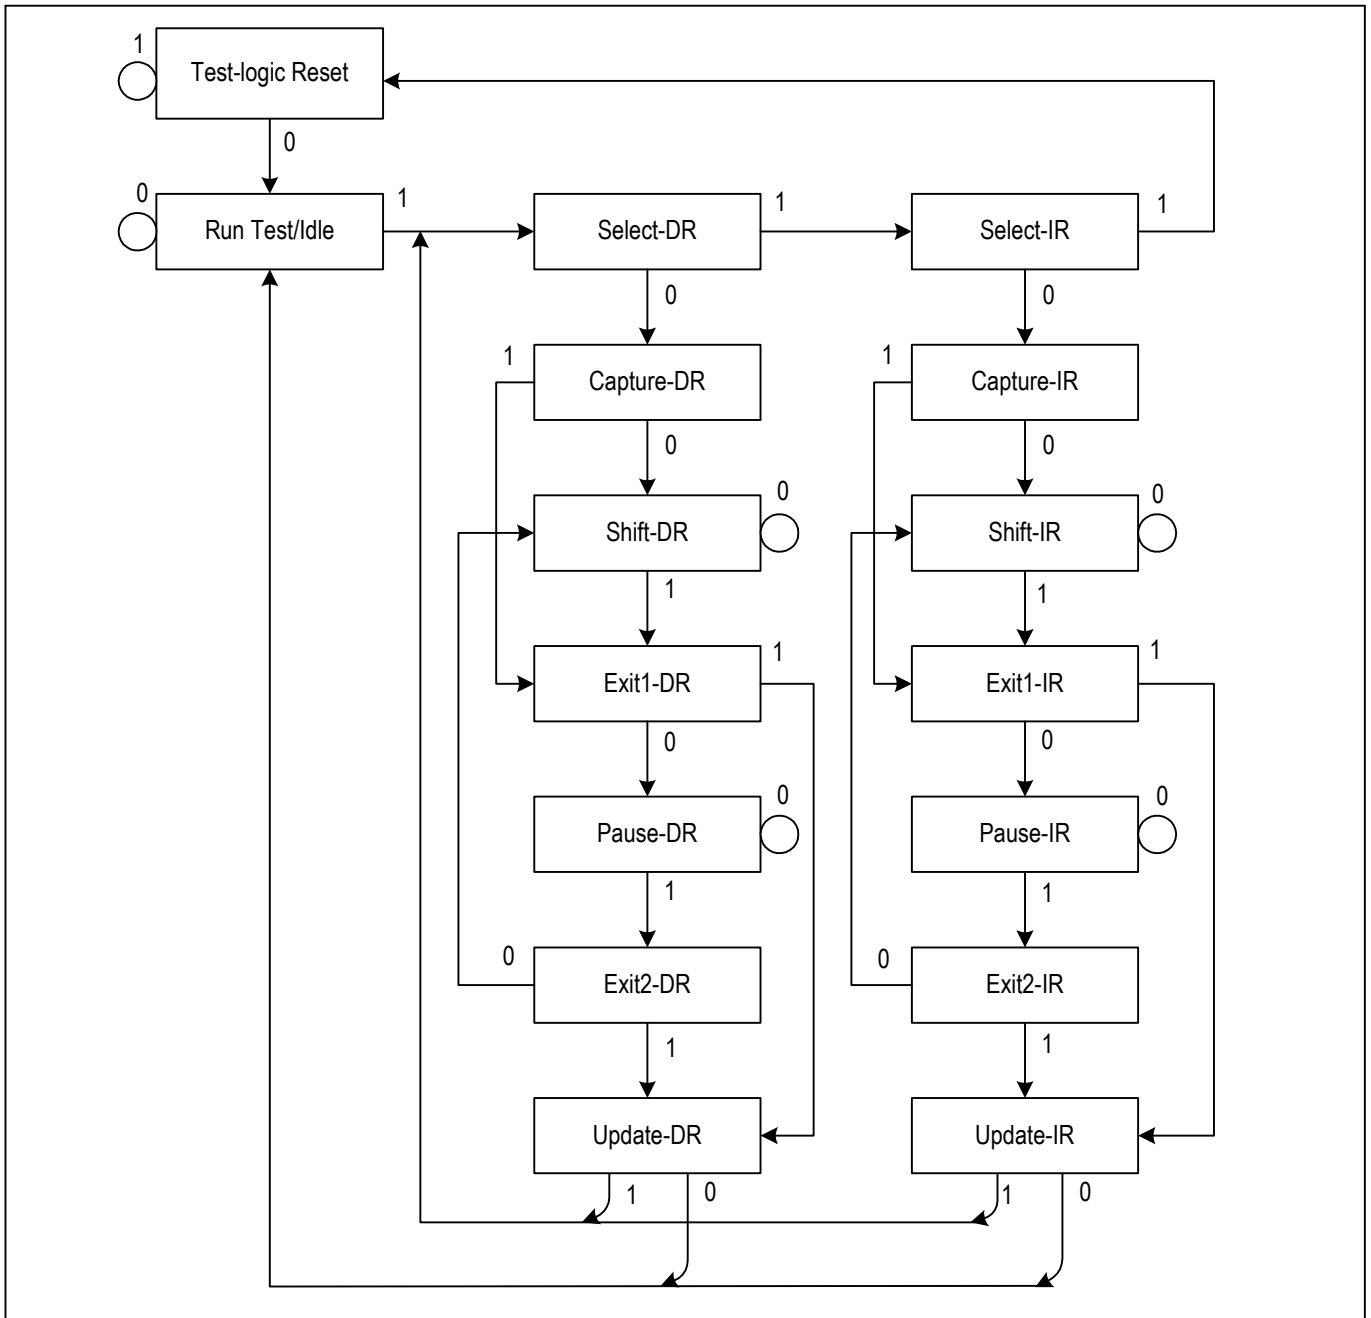 1
Test-logic Reset
0
0
Run Test/Idle
1
Select-DR
1
Select-IR
1
0
0
1
Capture-DR
1
Capture-IR
0
0
Shift-DR
0
Shift-IR
0
1
1
Exit1-DR
1
Exit1-IR
1
0
0
Pause-DR
0
Pause-IR
0
1
1
0
Exit2-DR
0
Exit2-IR
1
1
Update-DR
Update-IR
1
0
1
0